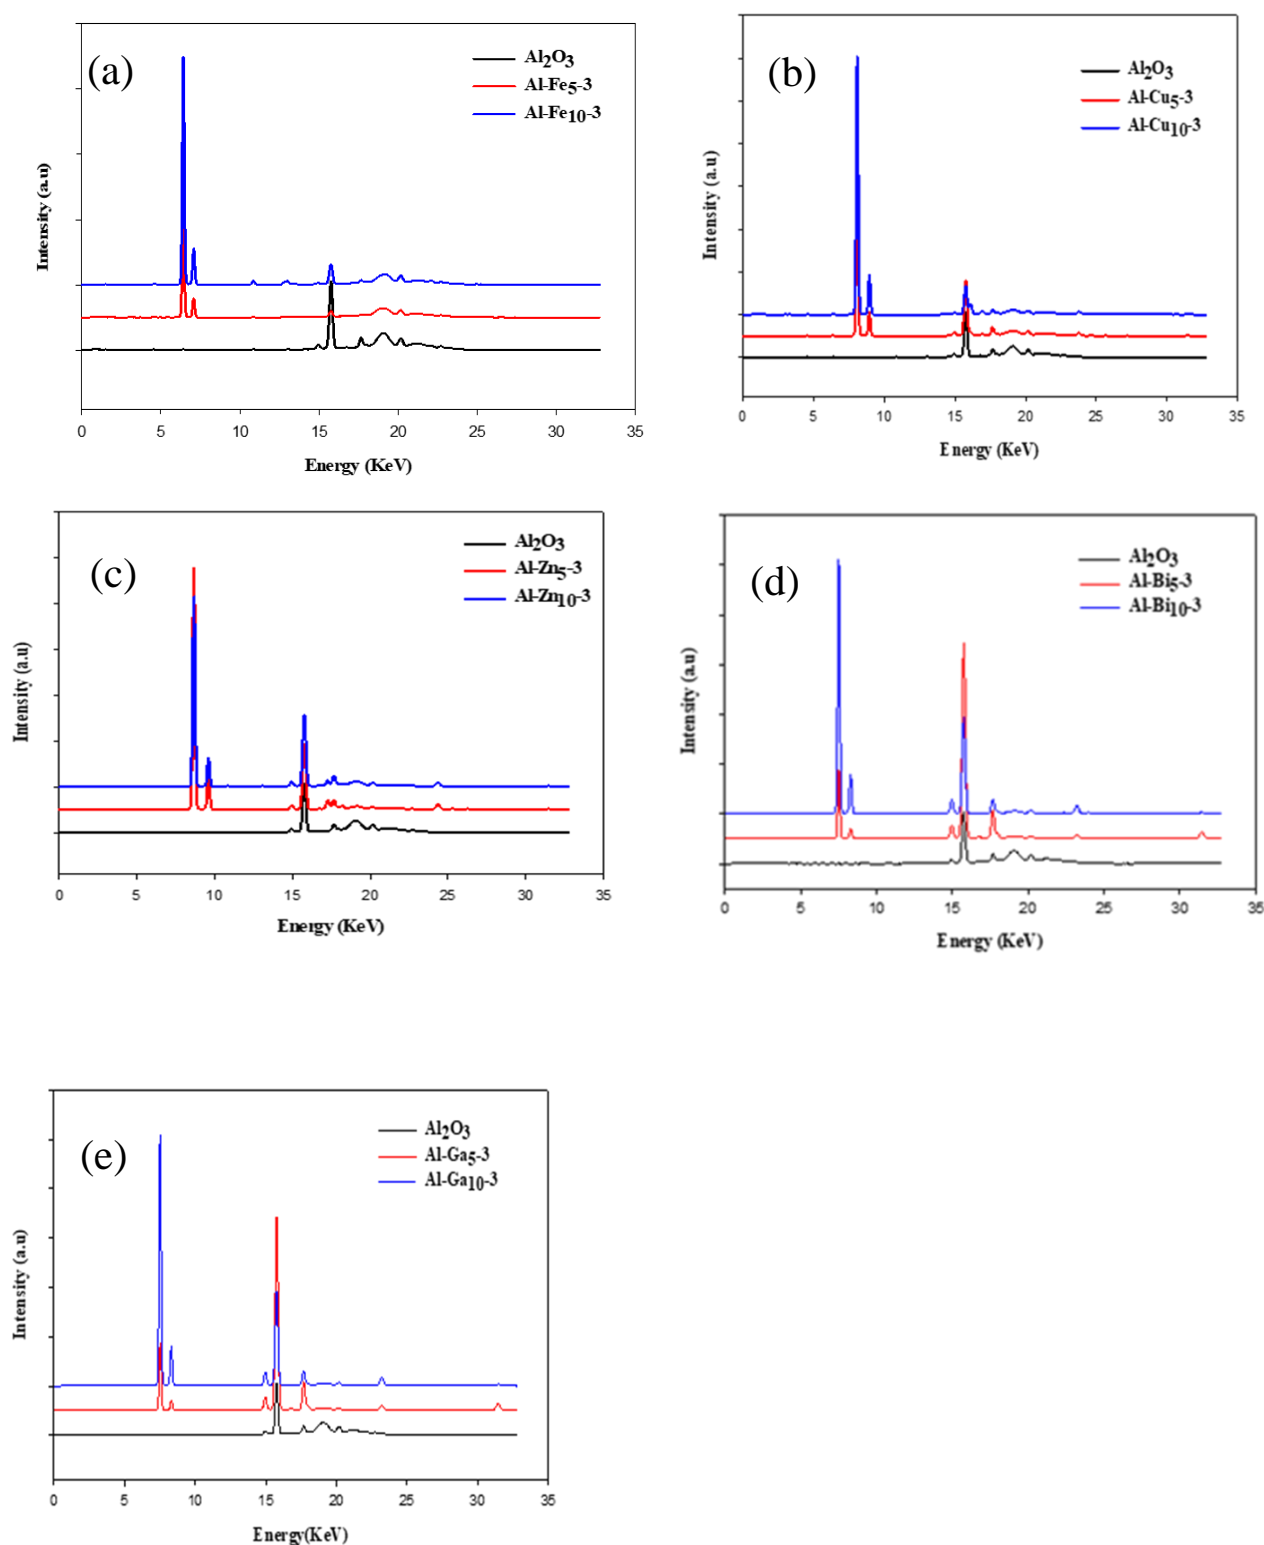 (a)
Al2O3
Al-Fe5-3
Al-Fe10-3
Intensity (a.u)
0 5 10 15 20 25 30 35
Energy (KeV)
(b)
Al2O3
Al-Cu5-3
Al-Cu10-3
Intensity (a.u)
0 5 10 15 20 25 30 35
Energy (KeV)
(c)
Al2O3
Al-Zn5-3
Al-Zn10-3
Intensity (a.u)
0 5 10 15 20 25 30 35
Energy (KeV)
(d)
Al2O3
Al-Bi5-3
Al-Bi10-3
Intensity (a.u)
0 5 10 15 20 25 30 35
Energy (KeV)
(e)
Al2O3
Al-Ga5-3
Al-Ga10-3
Intensity (a.u)
0 5 10 15 20 25 30 35
Energy(KeV)